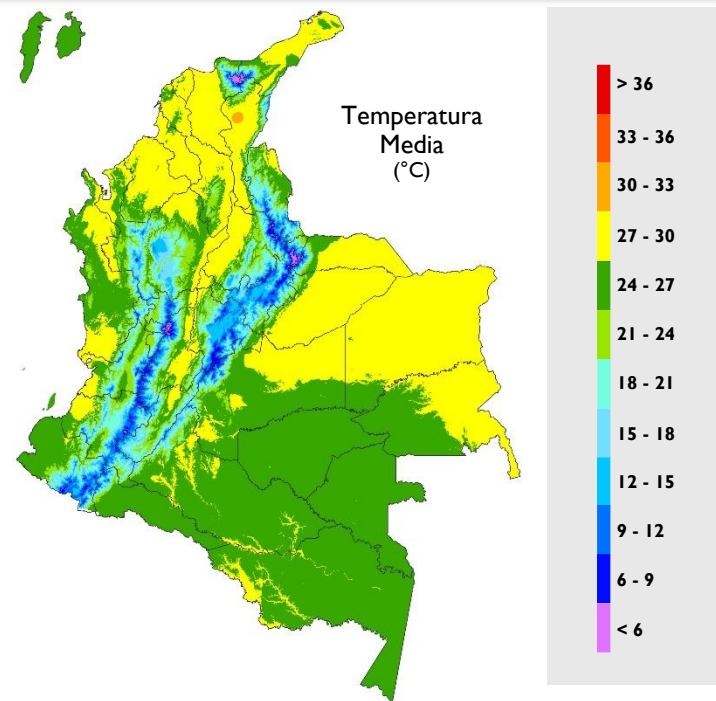 Temperatura
Media
(°C)
> 36
33 - 36
30 - 33
27 - 30
24 - 27
21 - 24
18 - 21
15 - 18
12 - 15
9 - 12
6 - 9
< 6